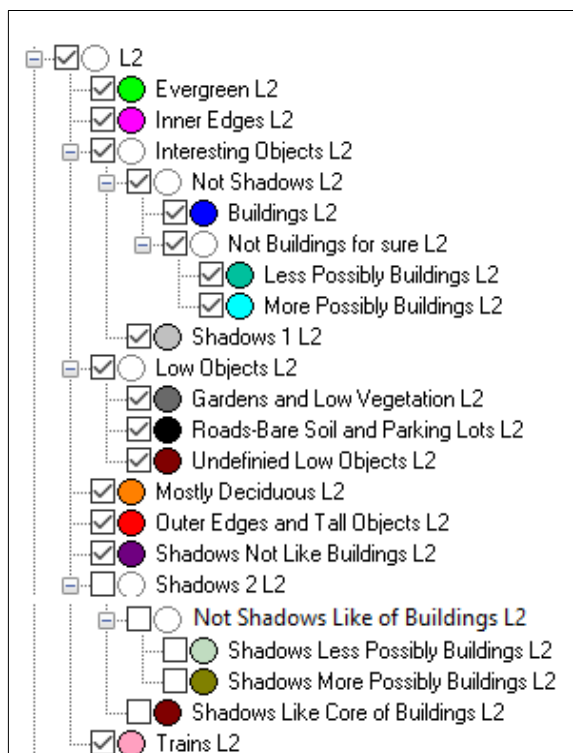 L2
Evergreen L2
Inner Edges L2
Interesting Objects L2
Not Shadows L2
Buildings L2
Not Buildings for sure L2
Less Possibly Buildings L2
More Possibly Buildings L2
Shadows 1 L2
Low Objects L2
Gardens and Low Vegetation L2
Roads-Bare Soil and Parking Lots L2
Undefinied Low Objects L2
Mostly Deciduous L2
Outer Edges and Tall Objects L2
Shadows Not Like Buildings L2
Shadows 2 L2
Not Shadows Like of Buildings L2
Shadows Less Possibly Buildings L2
Shadows More Possibly Buildings L2
Shadows Like Core of Buildings L2
Trains L2